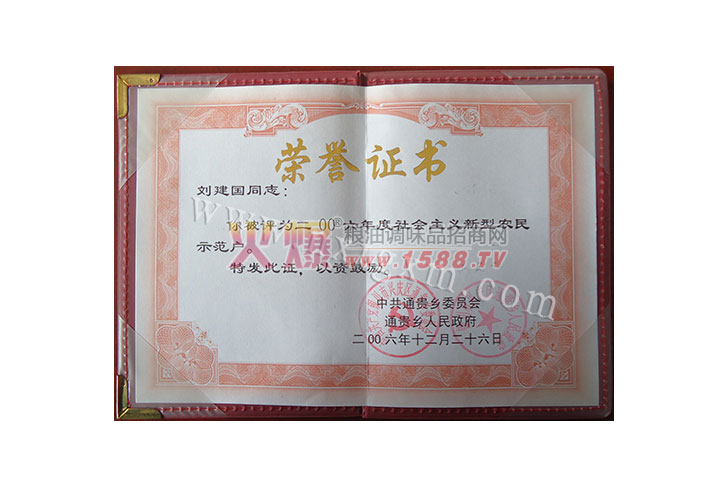 荣誉证书
刘建国同志：
你被评为二00六年度社会主义新型农民
示范户。
特发此证，以资鼓励。
火爆®粮油调味品招商网
www.1588.TV
中共通贵乡委员会
通贵乡人民政府
二00六年十二月二十六日